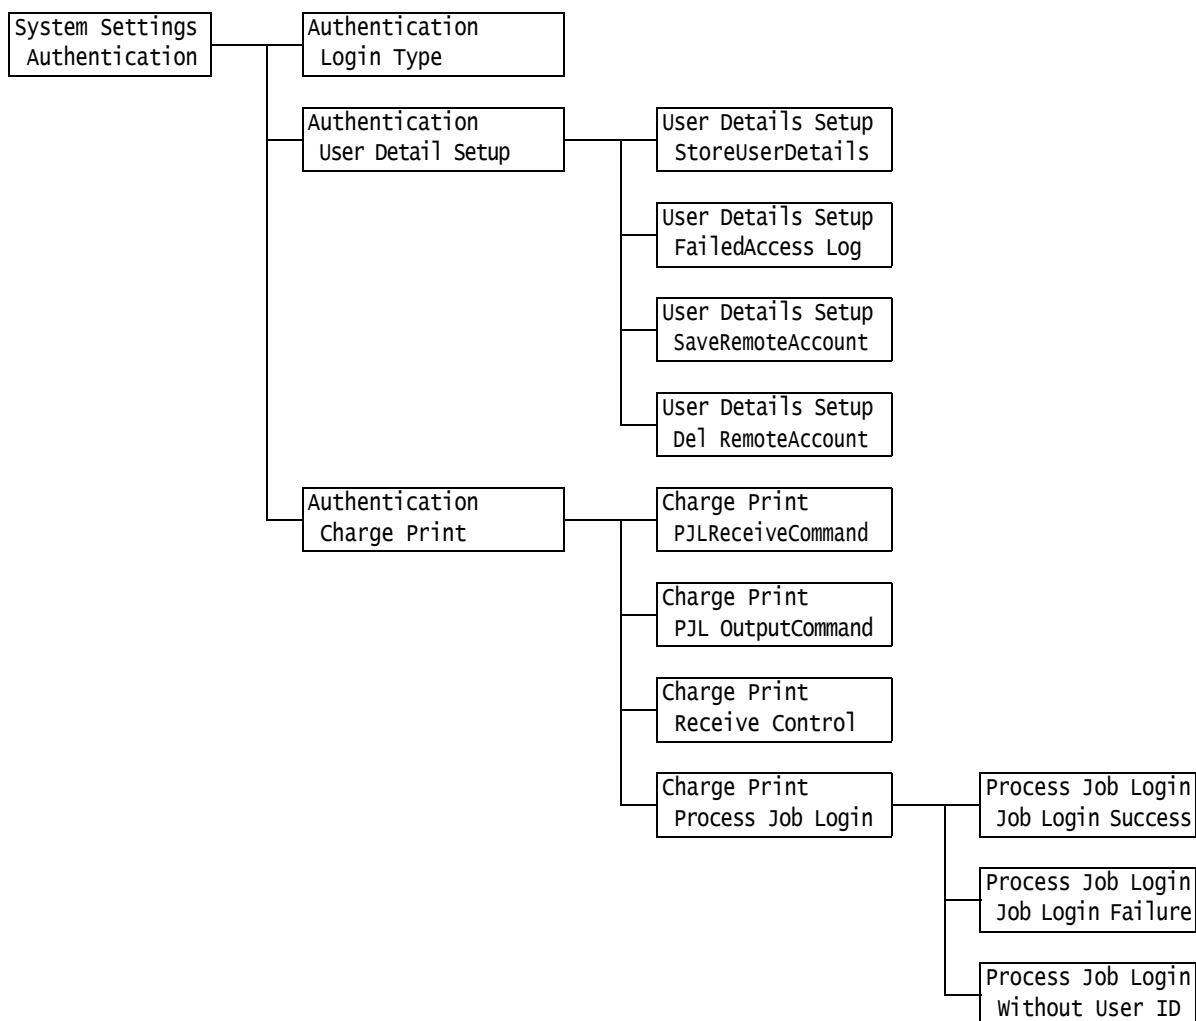 System Settings
Authentication
Authentication
Login Type
Authentication
User Detail Setup
User Details Setup
StoreUserDetails
User Details Setup
FailedAccess Log
User Details Setup
SaveRemoteAccount
User Details Setup
Del RemoteAccount
Authentication
Charge Print
Charge Print
PJLReceiveCommand
Charge Print
PJL OutputCommand
Charge Print
Receive Control
Charge Print
Process Job Login
Process Job Login
Job Login Success
Process Job Login
Job Login Failure
Process Job Login
Without User ID